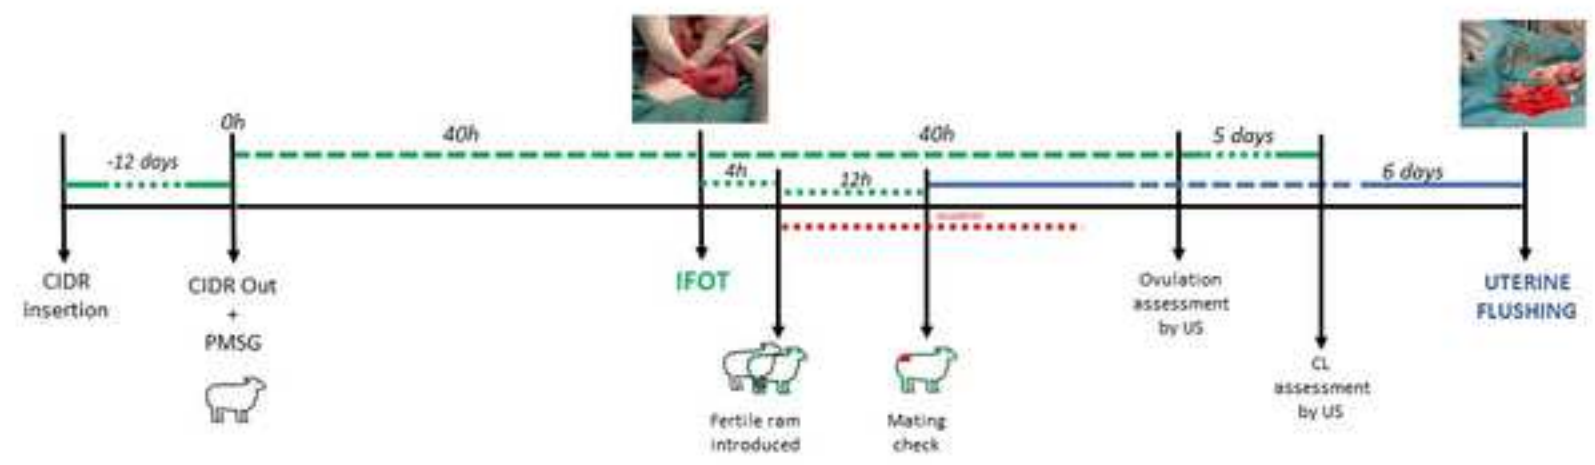 0h
-12 days
40h
40h
5 days
4h
12h
6 days
CIDR
Insertion
CIDR Out
+
PMSG
IFOT
Fertile ram
introduced
Mating
check
Ovulation
assessment
by US
CL
assessment
by US
UTERINE
FLUSHING